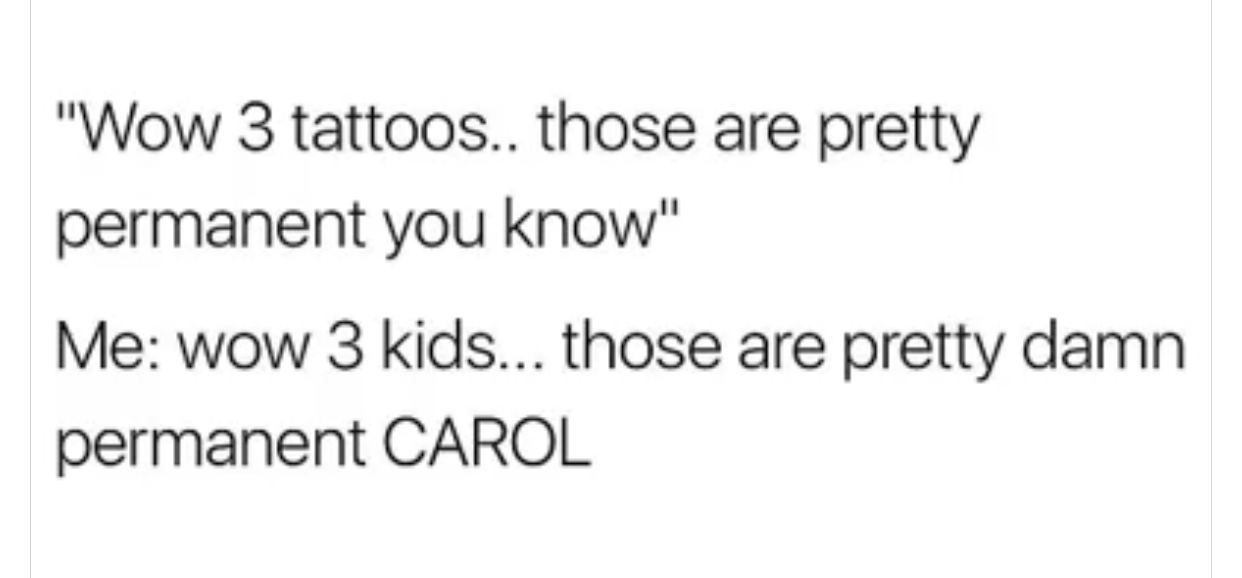 "Wow 3 tattoos.. those are pretty
permanent you know"
Me: wow 3 kids... those are pretty damn
permanent CAROL